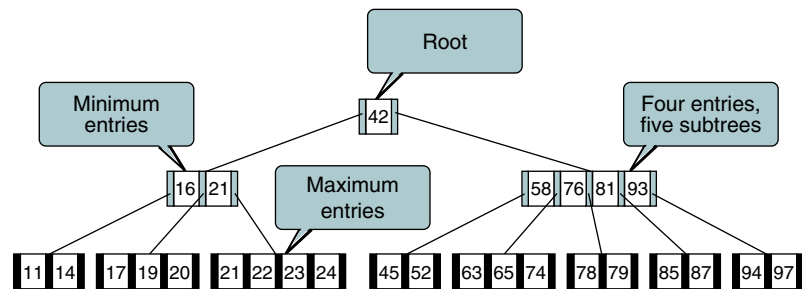 Root
Minimum
entries
Four entries,
five subtrees
42
Maximum
entries
16 21
58 76 81 93
11 14 17 19 20 21 22 23 24 45 52 63 65 74 78 79 85 87 94 97